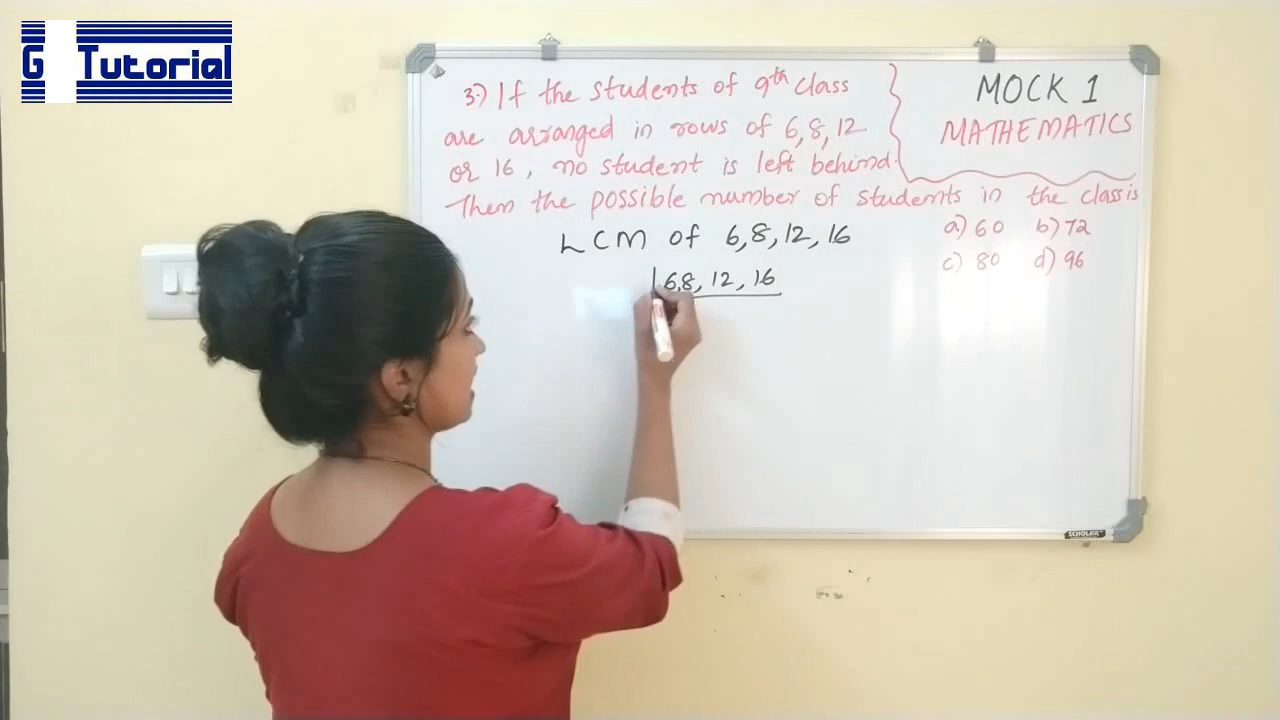 G Tutorial
3.) If the students of 9th class
are arranged in rows of 6, 8, 12
or 16, no student is left behind.
Then the possible number of students in the class is
a) 60 b) 72
c) 80 d) 96
MOCK 1
MATHEMATICS
LCM of 6, 8, 12, 16
6, 8, 12, 16
SCHOLAR